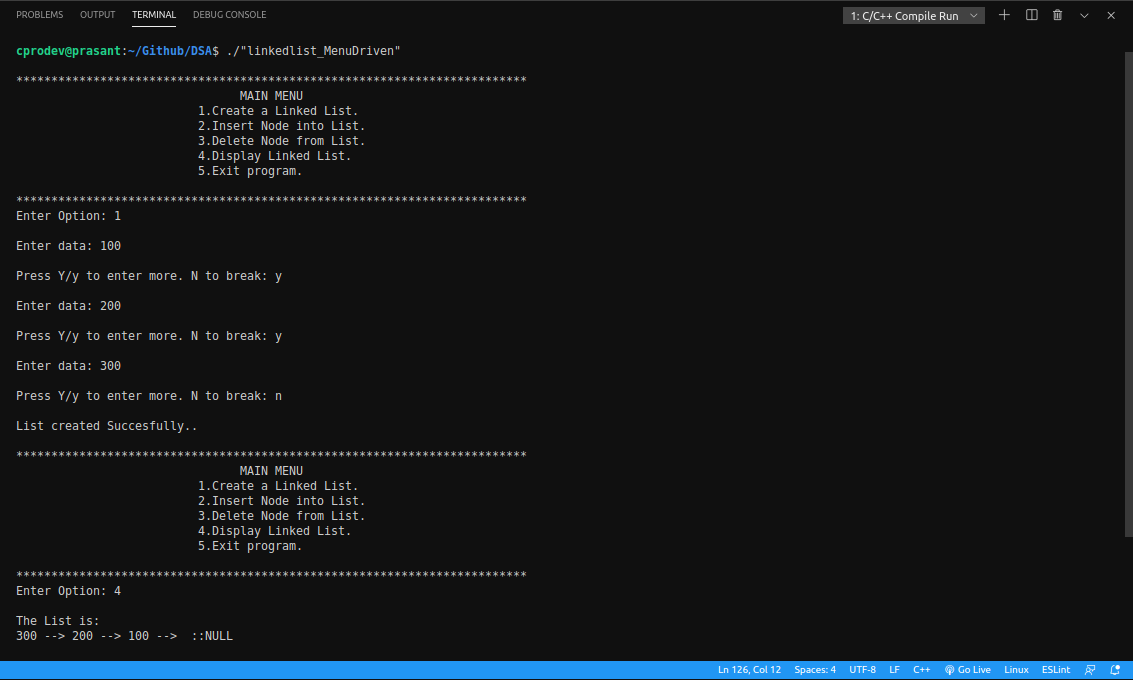 PROBLEMS OUTPUT TERMINAL DEBUG CONSOLE 1: C/C++ Compile Run
cprodev@prasant:~/Github/DSA$ ./"linkedlist_MenuDriven"
*************************************************************************
MAIN MENU
1.Create a Linked List.
2.Insert Node into List.
3.Delete Node from List.
4.Display Linked List.
5.Exit program.
*************************************************************************
Enter Option: 1
Enter data: 100
Press Y/y to enter more. N to break: y
Enter data: 200
Press Y/y to enter more. N to break: y
Enter data: 300
Press Y/y to enter more. N to break: n
List created Succesfully..
*************************************************************************
MAIN MENU
1.Create a Linked List.
2.Insert Node into List.
3.Delete Node from List.
4.Display Linked List.
5.Exit program.
*************************************************************************
Enter Option: 4
The List is:
300 --> 200 --> 100 -->  ::NULL
Ln 126, Col 12 Spaces: 4 UTF-8 LF C++ Go Live Linux ESLint